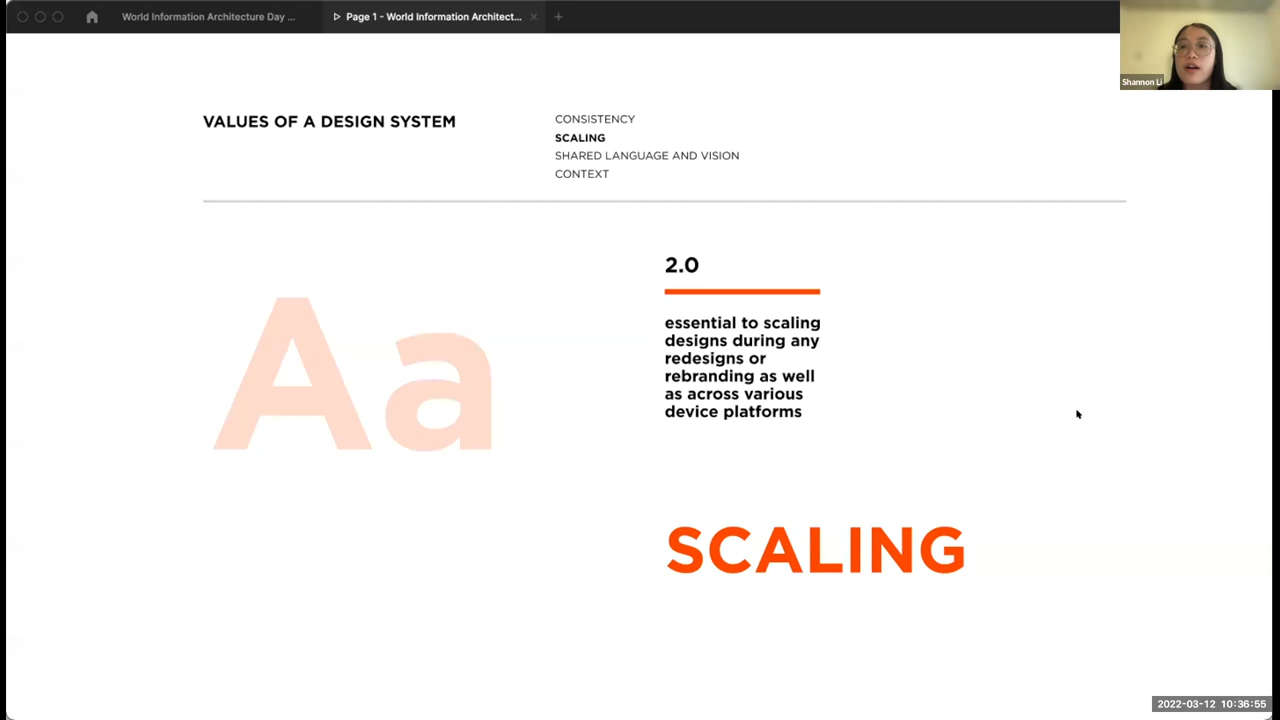 World Information Architecture Day ...
Page 1 - World Information Architect...
Shannon Li
VALUES OF A DESIGN SYSTEM
CONSISTENCY
SCALING
SHARED LANGUAGE AND VISION
CONTEXT
Aa
2.0
essential to scaling
designs during any
redesigns or
rebranding as well
as across various
device platforms
SCALING
2022-03-12 10:36:55